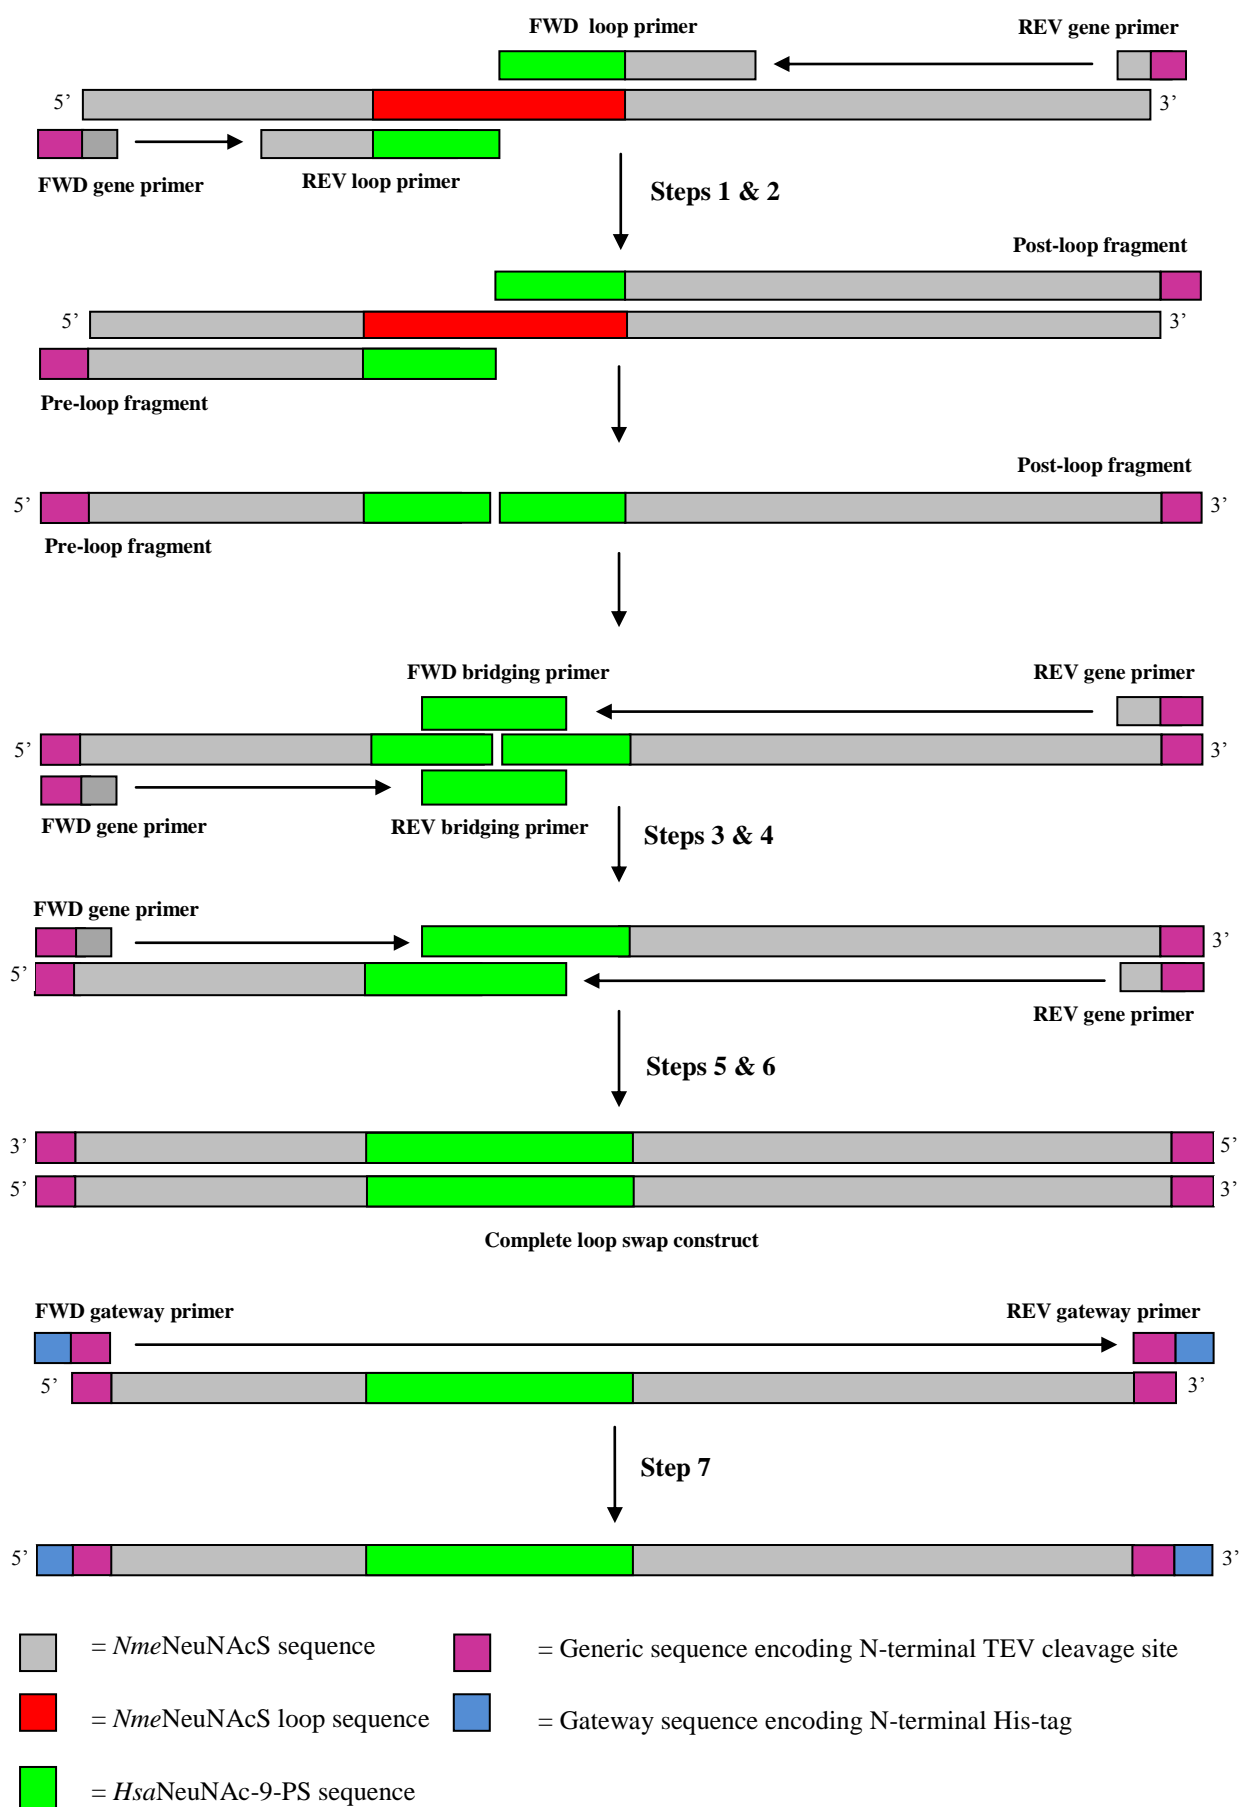 FWD  loop primer
REV gene primer
5’
3’
FWD gene primer
REV loop primer
Steps 1 & 2
Post-loop fragment
5’
3’
Pre-loop fragment
Post-loop fragment
5’
3’
Pre-loop fragment
FWD bridging primer
REV gene primer
5’
3’
FWD gene primer
REV bridging primer
Steps 3 & 4
FWD gene primer
3’
5’
REV gene primer
Steps 5 & 6
3’
5’
5’
3’
Complete loop swap construct
FWD gateway primer
REV gateway primer
5’
3’
Step 7
5’
3’
= NmeNeuNAcS sequence
= Generic sequence encoding N-terminal TEV cleavage site
= NmeNeuNAcS loop sequence
= Gateway sequence encoding N-terminal His-tag
= HsaNeuNAc-9-PS sequence